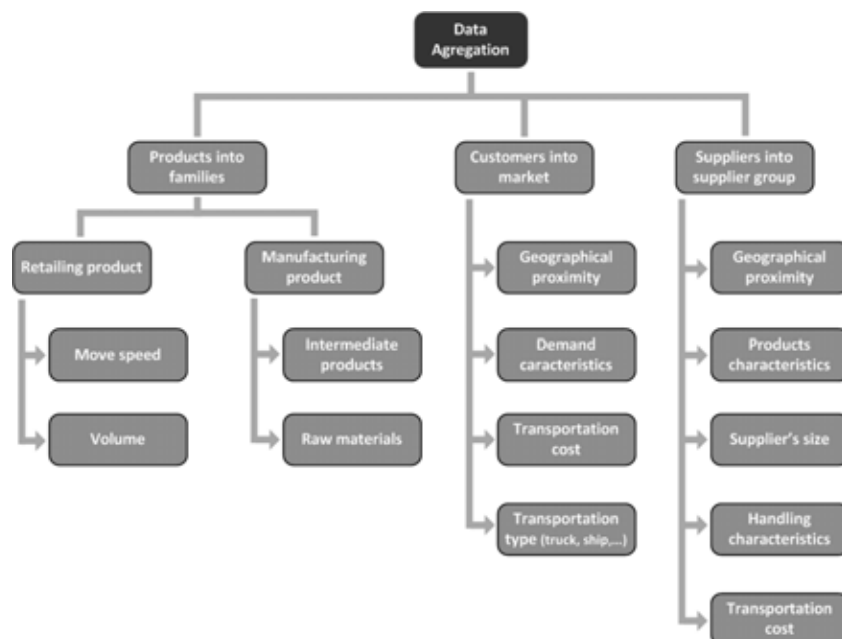 Data
Agregation
Products into
families
Customers into
market
Suppliers into
supplier group
Retailing product
Manufacturing
product
Geographical
proximity
Geographical
proximity
Move speed
Intermediate
products
Demand
caracteristics
Products
characteristics
Volume
Raw materials
Transportation
cost
Supplier's size
Transportation
type (truck, ship,...)
Handling
characteristics
Transportation
cost